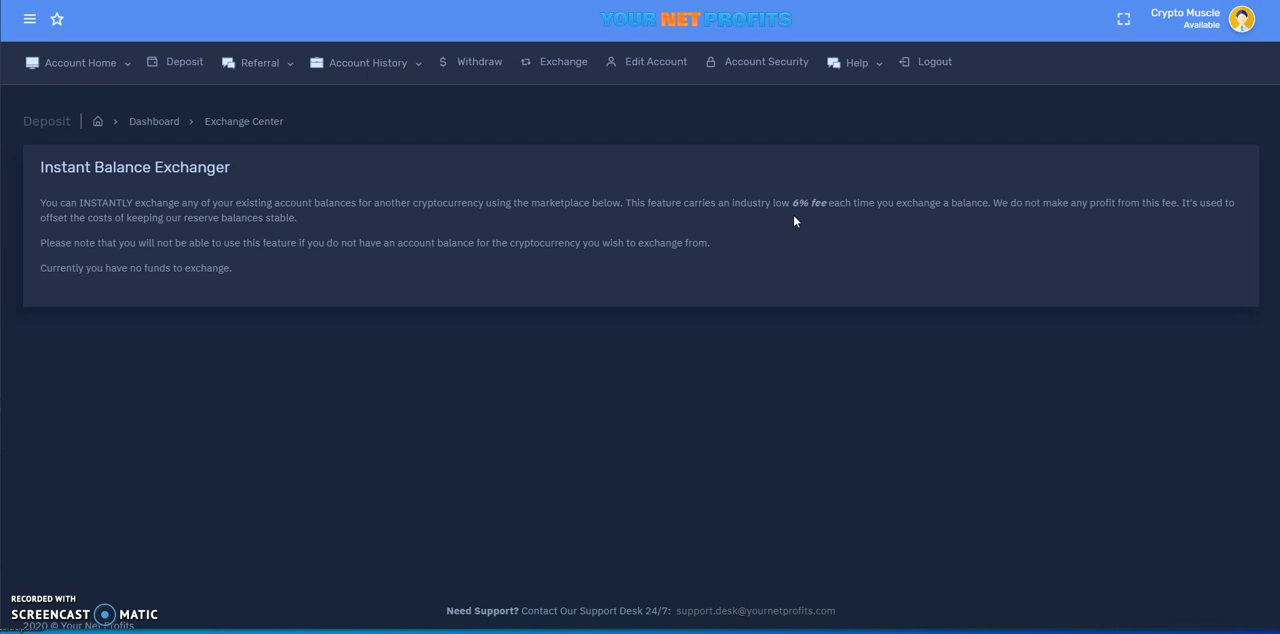 YOUR NET PROFITS
Crypto Muscle
Available
Account Home Deposit Referral Account History $ Withdraw Exchange Edit Account Account Security Help Logout
Deposit | > Dashboard > Exchange Center
Instant Balance Exchanger
You can INSTANTLY exchange any of your existing account balances for another cryptocurrency using the marketplace below. This feature carries an industry low 6% fee each time you exchange a balance. We do not make any profit from this fee. It's used to
offset the costs of keeping our reserve balances stable.
Please note that you will not be able to use this feature if you do not have an account balance for the cryptocurrency you wish to exchange from.
Currently you have no funds to exchange.
RECORDED WITH
SCREENCAST MATIC
Need Support? Contact Our Support Desk 24/7: support.desk@yournetprofits.com
2020 © Your Net Profits